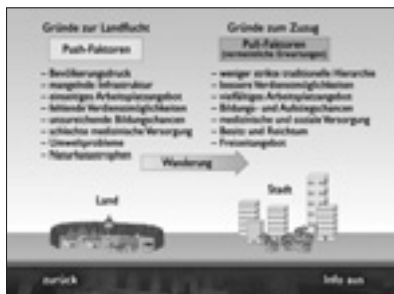 Gründe zur Landflucht
Push-Faktoren
– Bevölkerungsdruck
– mangelnde Infrastruktur
– einseitiges Arbeitsplatzangebot
– fehlende Verdienstmöglichkeiten
– unzureichende Bildungschancen
– schlechte medizinische Versorgung
– Umweltprobleme
– Naturkatastrophen
Gründe zum Zuzug
Pull-Faktoren
(vermeintliche Erwartungen)
– weniger strikte traditionelle Hierarchie
– bessere Verdienstmöglichkeiten
– vielfältiges Arbeitsplatzangebot
– Bildungs- und Aufstiegschancen
– medizinische und soziale Versorgung
– Besitz und Reichtum
– Freizeitangebot
Wanderung
Land
Stadt
zurück
Info aus